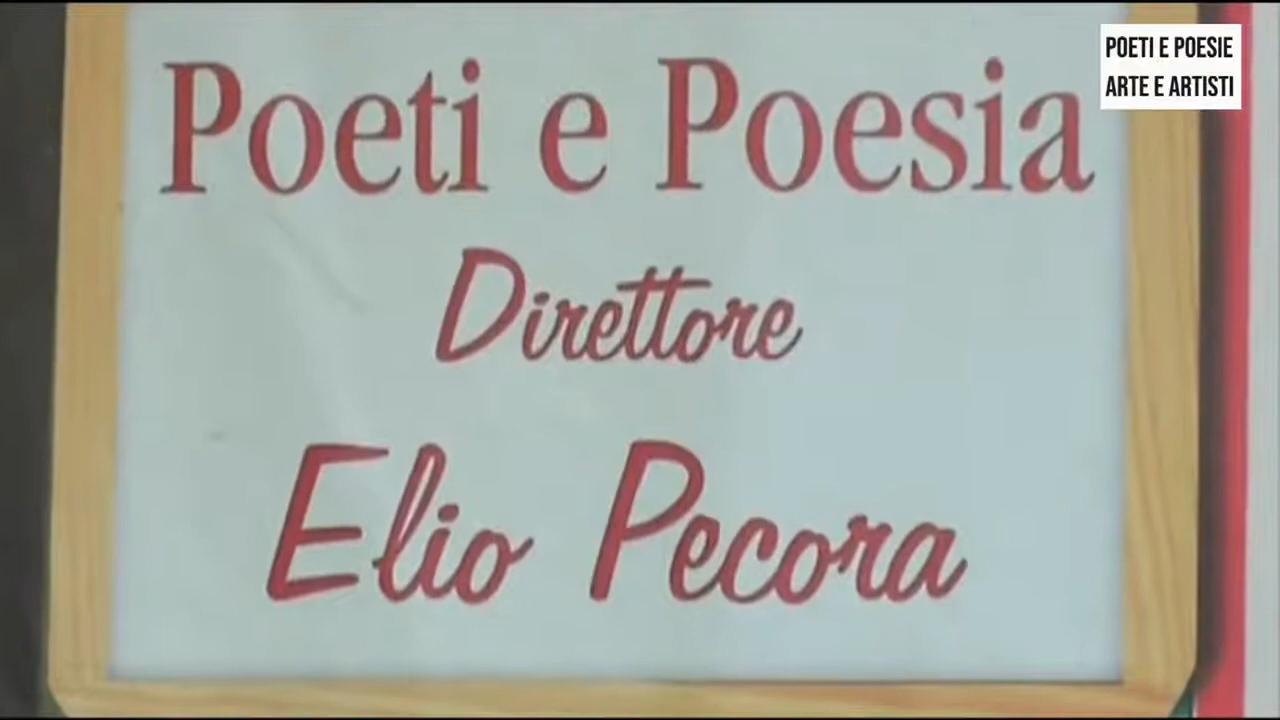 Poeti e Poesia
Direttore
Elio Pecora
POETI E POESIE
ARTE E ARTISTI